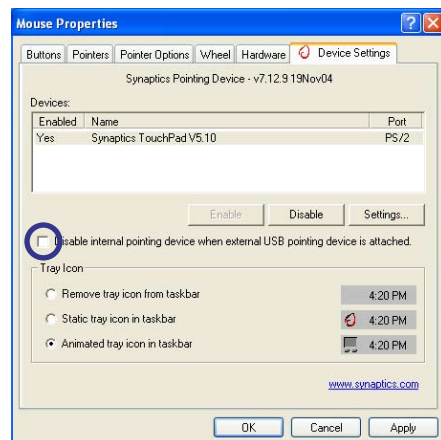 Mouse Properties
Buttons Pointers Pointer Options Wheel Hardware Device Settings
Synaptics Pointing Device - v7.12.9 19Nov04
Devices:
Enabled Name Port
Yes Synaptics TouchPad V5.10 PS/2
Enable Disable Settings...
Disable internal pointing device when external USB pointing device is attached.
Tray Icon
Remove tray icon from taskbar 4:20 PM
Static tray icon in taskbar 4:20 PM
Animated tray icon in taskbar 4:20 PM
www.synaptics.com
OK Cancel Apply